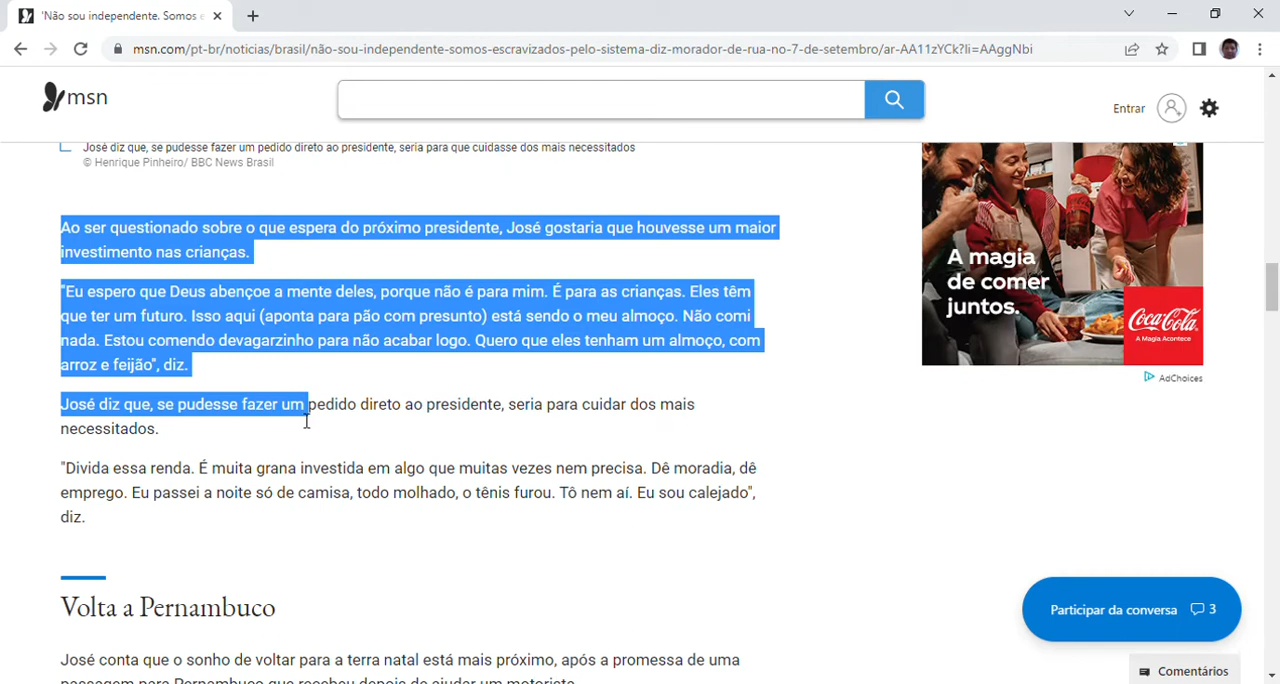 'Não sou independente. Somos e
msn.com/pt-br/noticias/brasil/não-sou-independente-somos-escravizados-pelo-sistema-diz-morador-de-rua-no-7-de-setembro/ar-AA11zYCk?li=AAggNbi
msn
Entrar
José diz que, se pudesse fazer um pedido direto ao presidente, seria para que cuidasse dos mais necessitados
© Henrique Pinheiro/ BBC News Brasil
Ao ser questionado sobre o que espera do próximo presidente, José gostaria que houvesse um maior
investimento nas crianças.
"Eu espero que Deus abençoe a mente deles, porque não é para mim. É para as crianças. Eles têm
que ter um futuro. Isso aqui (aponta para pão com presunto) está sendo o meu almoço. Não comi
nada. Estou comendo devagarzinho para não acabar logo. Quero que eles tenham um almoço, com
arroz e feijão", diz.
José diz que, se pudesse fazer um pedido direto ao presidente, seria para cuidar dos mais
necessitados.
"Divida essa renda. É muita grana investida em algo que muitas vezes nem precisa. Dê moradia, dê
emprego. Eu passei a noite só de camisa, todo molhado, o tênis furou. Tô nem aí. Eu sou calejado",
diz.
Volta a Pernambuco
José conta que o sonho de voltar para a terra natal está mais próximo, após a promessa de uma
passagem para Pernambuco que recebeu depois de ajudar um motorista.
A magia
de comer
juntos.
Coca-Cola
A Magia Acontece
AdChoices
Participar da conversa 3
Comentários